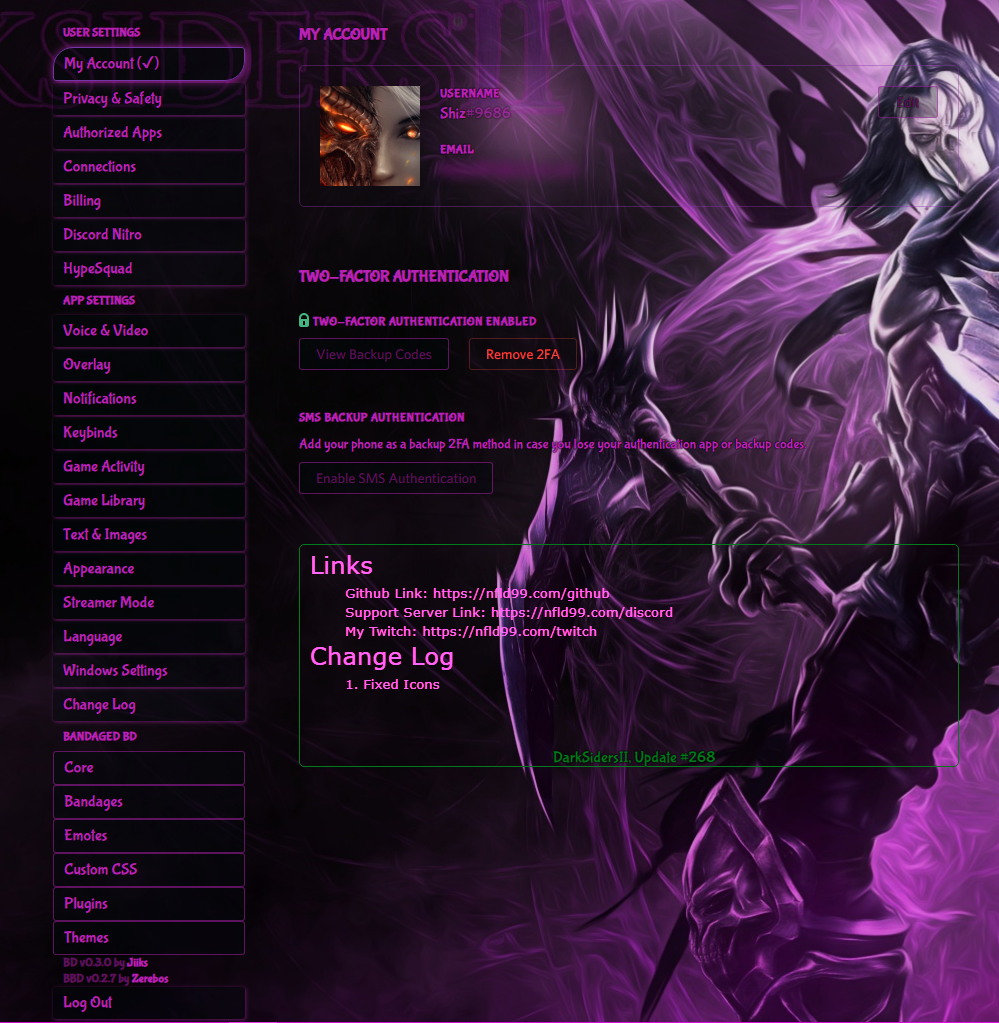 KSIDERSII
USER SETTINGS
My Account (✓)
Privacy & Safety
Authorized Apps
Connections
Billing
Discord Nitro
HypeSquad
APP SETTINGS
Voice & Video
Overlay
Notifications
Keybinds
Game Activity
Game Library
Text & Images
Appearance
Streamer Mode
Language
Windows Settings
Change Log
BANDAGED BD
Core
Bandages
Emotes
Custom CSS
Plugins
Themes
BD v0.3.0 by Jiiks
BBD v0.2.7 by Zerebos
Log Out
MY ACCOUNT
USERNAME
Shiz#9686
Edit
EMAIL
TWO-FACTOR AUTHENTICATION
TWO-FACTOR AUTHENTICATION ENABLED
View Backup Codes
Remove 2FA
SMS BACKUP AUTHENTICATION
Add your phone as a backup 2FA method in case you lose your authentication app or backup codes.
Enable SMS Authentication
Links
Github Link: https://nfld99.com/github
Support Server Link: https://nfld99.com/discord
My Twitch: https://nfld99.com/twitch
Change Log
1. Fixed Icons
DarkSidersII. Update #268